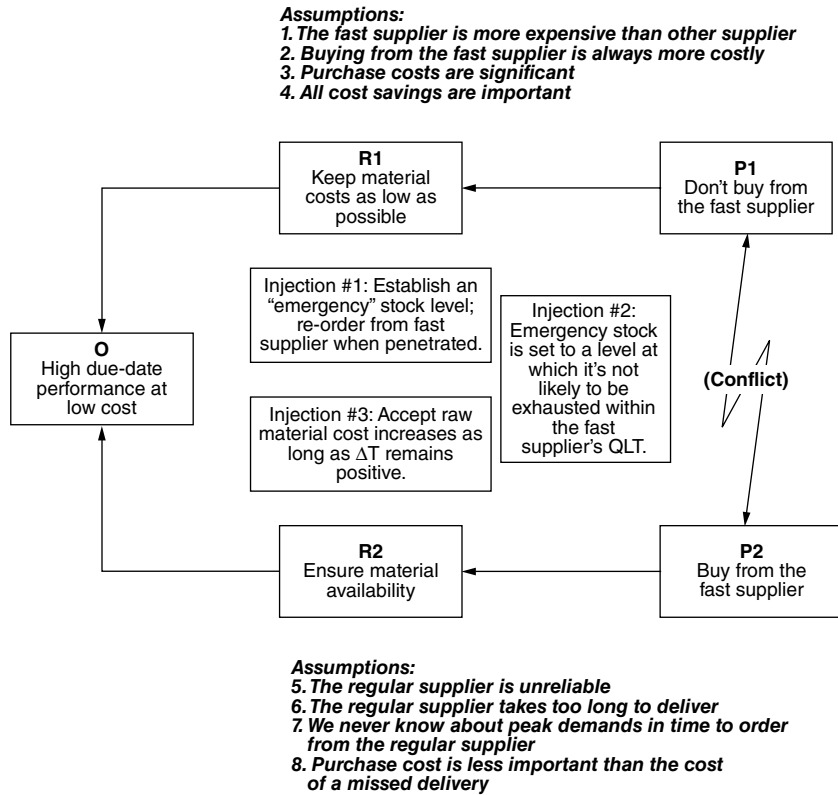 Assumptions:
1. The fast supplier is more expensive than other supplier
2. Buying from the fast supplier is always more costly
3. Purchase costs are significant
4. All cost savings are important
R1
Keep material
costs as low as
possible
P1
Don't buy from
the fast supplier
Injection #1: Establish an
“emergency” stock level;
re-order from fast
supplier when penetrated.
Injection #2:
Emergency stock
is set to a level at
which it's not
likely to be
exhausted within
the fast
supplier's QLT.
O
High due-date
performance at
low cost
(Conflict)
Injection #3: Accept raw
material cost increases as
long as ΔT remains
positive.
R2
Ensure material
availability
P2
Buy from the
fast supplier
Assumptions:
5. The regular supplier is unreliable
6. The regular supplier takes too long to deliver
7. We never know about peak demands in time to order
from the regular supplier
8. Purchase cost is less important than the cost
of a missed delivery